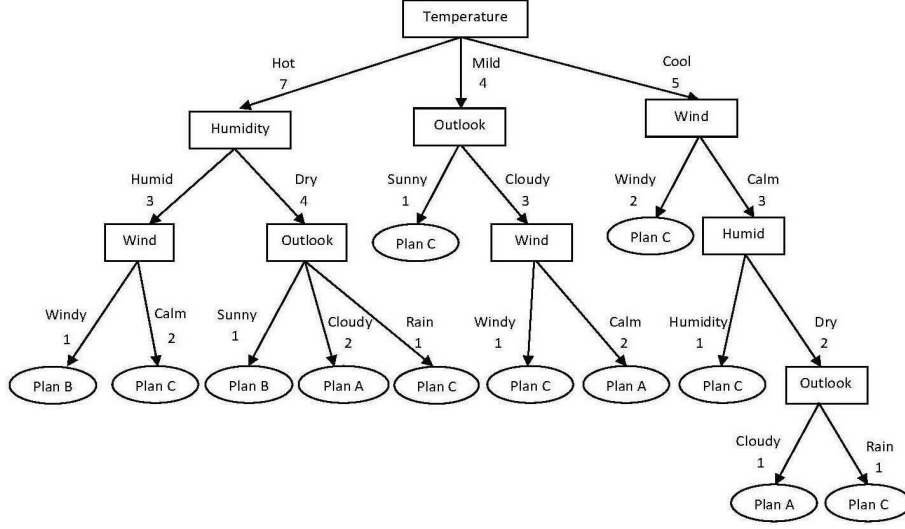 Temperature
Hot
7
Mild
4
Cool
5
Humidity
Outlook
Wind
Humid
3
Dry
4
Sunny
1
Cloudy
3
Windy
2
Calm
3
Wind
Outlook
Plan C
Wind
Plan C
Humid
Windy
1
Calm
2
Sunny
1
Cloudy
2
Rain
1
Windy
1
Calm
2
Humidity
1
Dry
2
Plan B
Plan C
Plan B
Plan A
Plan C
Plan C
Plan A
Plan C
Outlook
Cloudy
1
Rain
1
Plan A
Plan C